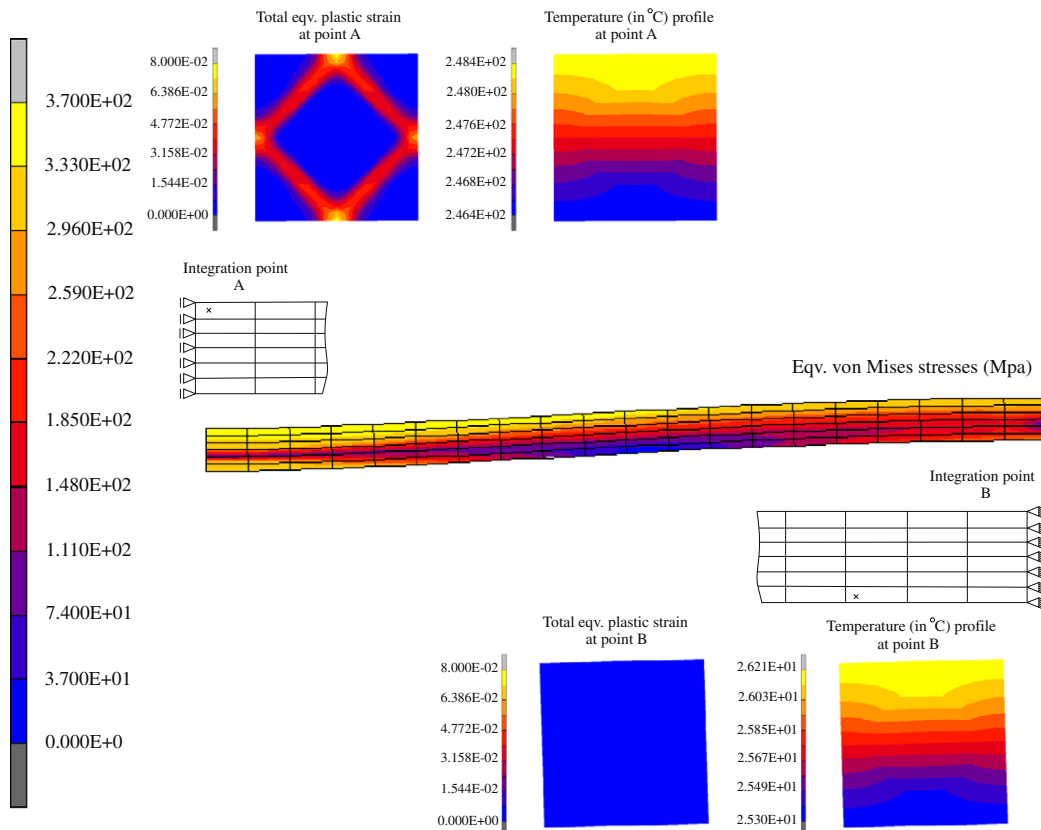 Total eqv. plastic strain
at point A
8.000E-02
6.386E-02
4.772E-02
3.158E-02
1.544E-02
0.000E+00
Temperature (in °C) profile
at point A
2.484E+02
2.480E+02
2.476E+02
2.472E+02
2.468E+02
2.464E+02
3.700E+02
3.330E+02
2.960E+02
2.590E+02
2.220E+02
1.850E+02
1.480E+02
1.110E+02
7.400E+01
3.700E+01
0.000E+0
Integration point
A
×
Eqv. von Mises stresses (Mpa)
Integration point
B
×
Total eqv. plastic strain
at point B
8.000E-02
6.386E-02
4.772E-02
3.158E-02
1.544E-02
0.000E+00
Temperature (in °C) profile
at point B
2.621E+01
2.603E+01
2.585E+01
2.567E+01
2.549E+01
2.530E+01